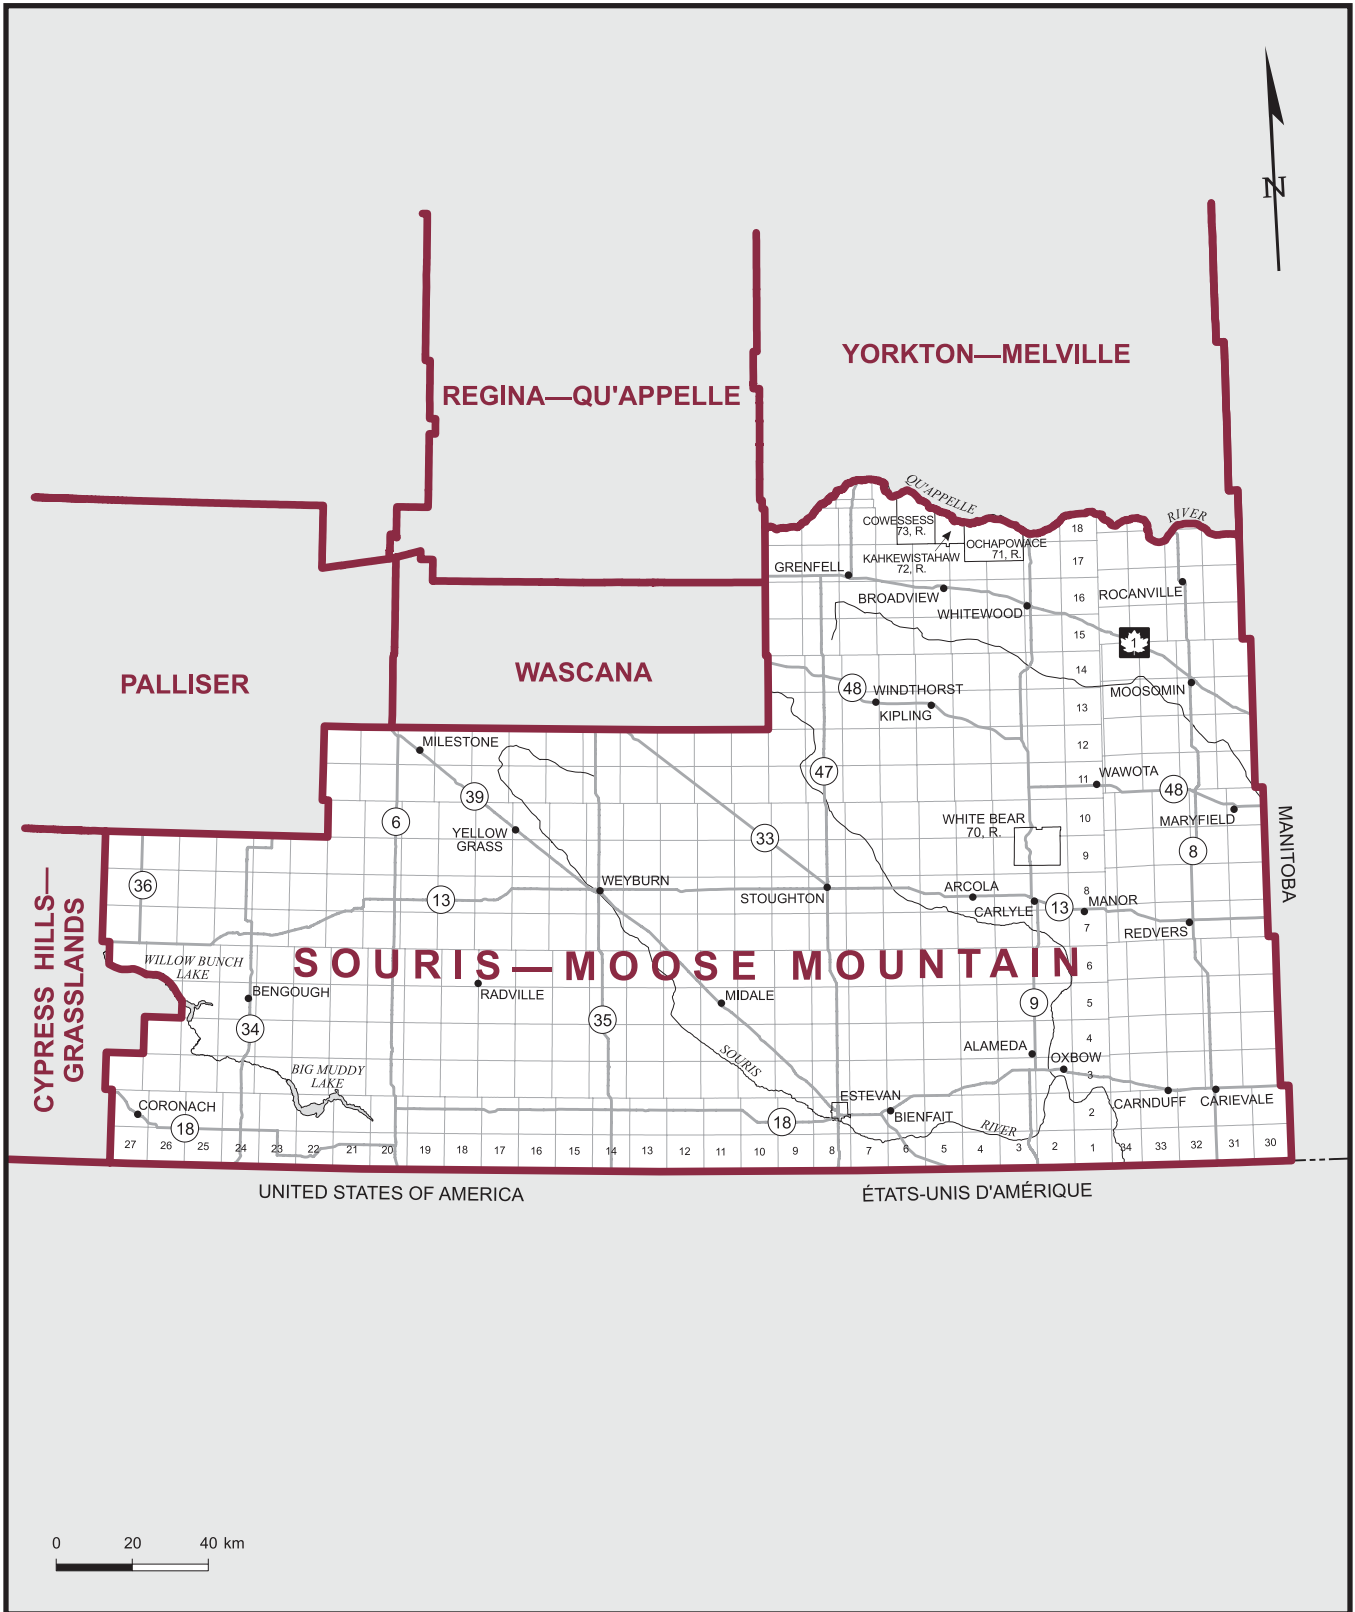 N
YORKTON—MELVILLE
REGINA—QU'APPELLE
QU'APPELLE
RIVER
COWESSESS
73, R.
KAHKEWISTAHAW
72, R.
OCHAPOWACE
71, R.
18
17
16
15
14
13
12
11
10
9
8
7
6
5
4
3
2
GRENFELL
BROADVIEW
WHITEWOOD
ROCANVILLE
1
PALLISER
WASCANA
48
WINDTHORST
KIPLING
MOOSOMIN
MILESTONE
47
WAWOTA
48
39
6
YELLOW
GRASS
33
WHITE BEAR
70, R.
MARYFIELD
8
MANITOBA
36
13
WEYBURN
STOUGHTON
ARCOLA
CARLYLE
13
MANOR
REDVERS
CYPRESS HILLS—
GRASSLANDS
SOURIS—MOOSE MOUNTAIN
WILLOW BUNCH
LAKE
BENGOUGH
RADVILLE
MIDALE
34
35
9
SOURIS
ALAMEDA
OXBOW
BIG MUDDY
LAKE
CORONACH
18
18
ESTEVAN
BIENFAIT
RIVER
CARNDUFF
CARIEVALE
27 26 25 24 23 22 21 20 19 18 17 16 15 14 13 12 11 10 9 8 7 6 5 4 3 2 1 34 33 32 31 30
UNITED STATES OF AMERICA
ÉTATS-UNIS D'AMÉRIQUE
0 20 40 km